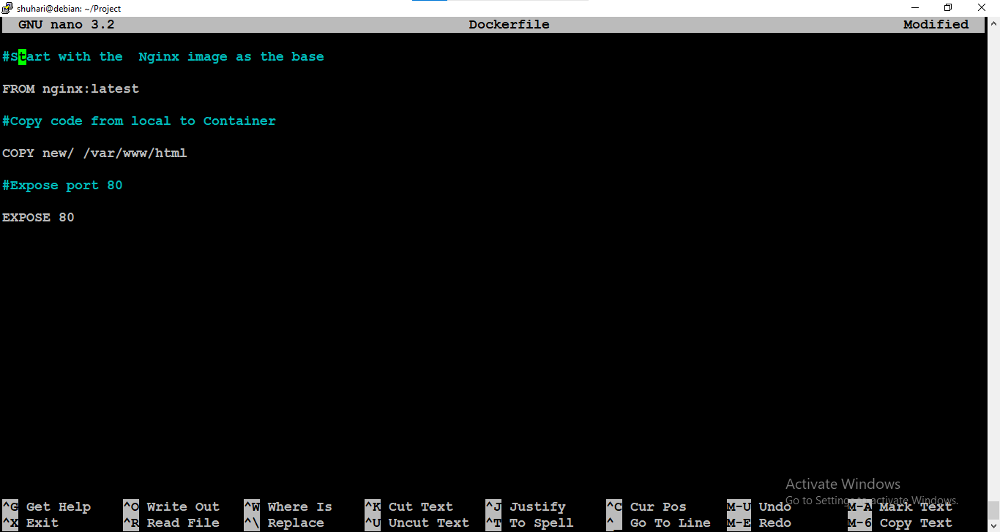 shuhari@debian: ~/Project
GNU nano 3.2 Dockerfile Modified
#Start with the  Nginx image as the base
FROM nginx:latest
#Copy code from local to Container
COPY new/ /var/www/html
#Expose port 80
EXPOSE 80
Activate Windows
Go to Settings to activate Windows.
^G Get Help ^O Write Out ^W Where Is ^K Cut Text ^J Justify ^C Cur Pos M-U Undo M-A Mark Text
^X Exit ^R Read File ^\ Replace ^U Uncut Text ^T To Spell ^_ Go To Line M-E Redo M-6 Copy Text